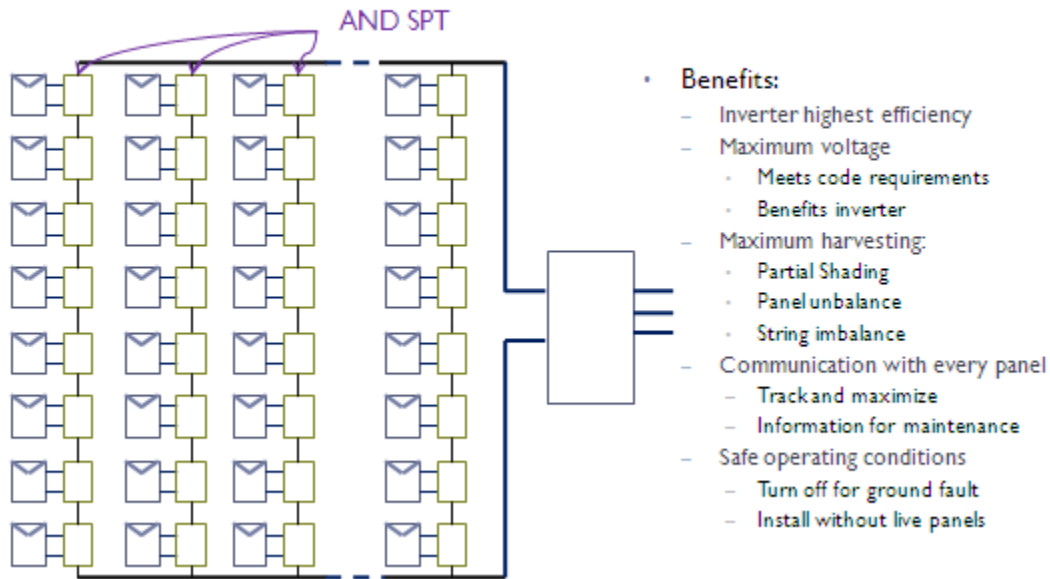 AND SPT
Benefits:
Inverter highest efficiency
Maximum voltage
Meets code requirements
Benefits inverter
Maximum harvesting:
Partial Shading
Panel unbalance
String imbalance
Communication with every panel
Track and maximize
Information for maintenance
Safe operating conditions
Turn off for ground fault
Install without live panels